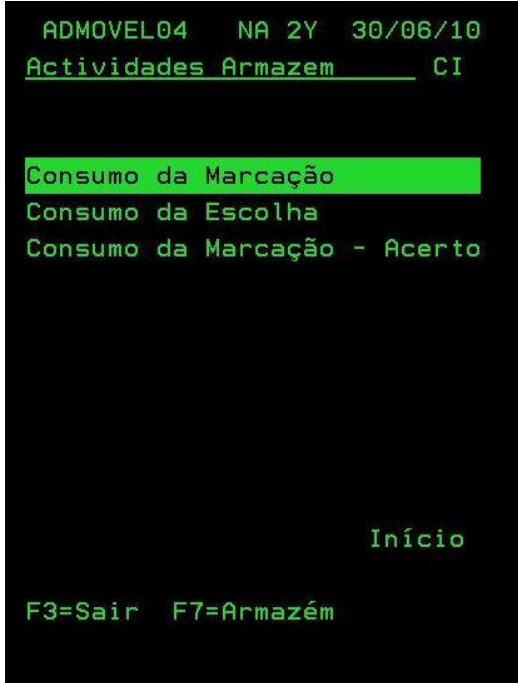 ADMOVEL04 NA 2Y 30/06/10
Actividades Armazem CI
Consumo da Marcação
Consumo da Escolha
Consumo da Marcação - Acerto
Início
F3=Sair F7=Armazém